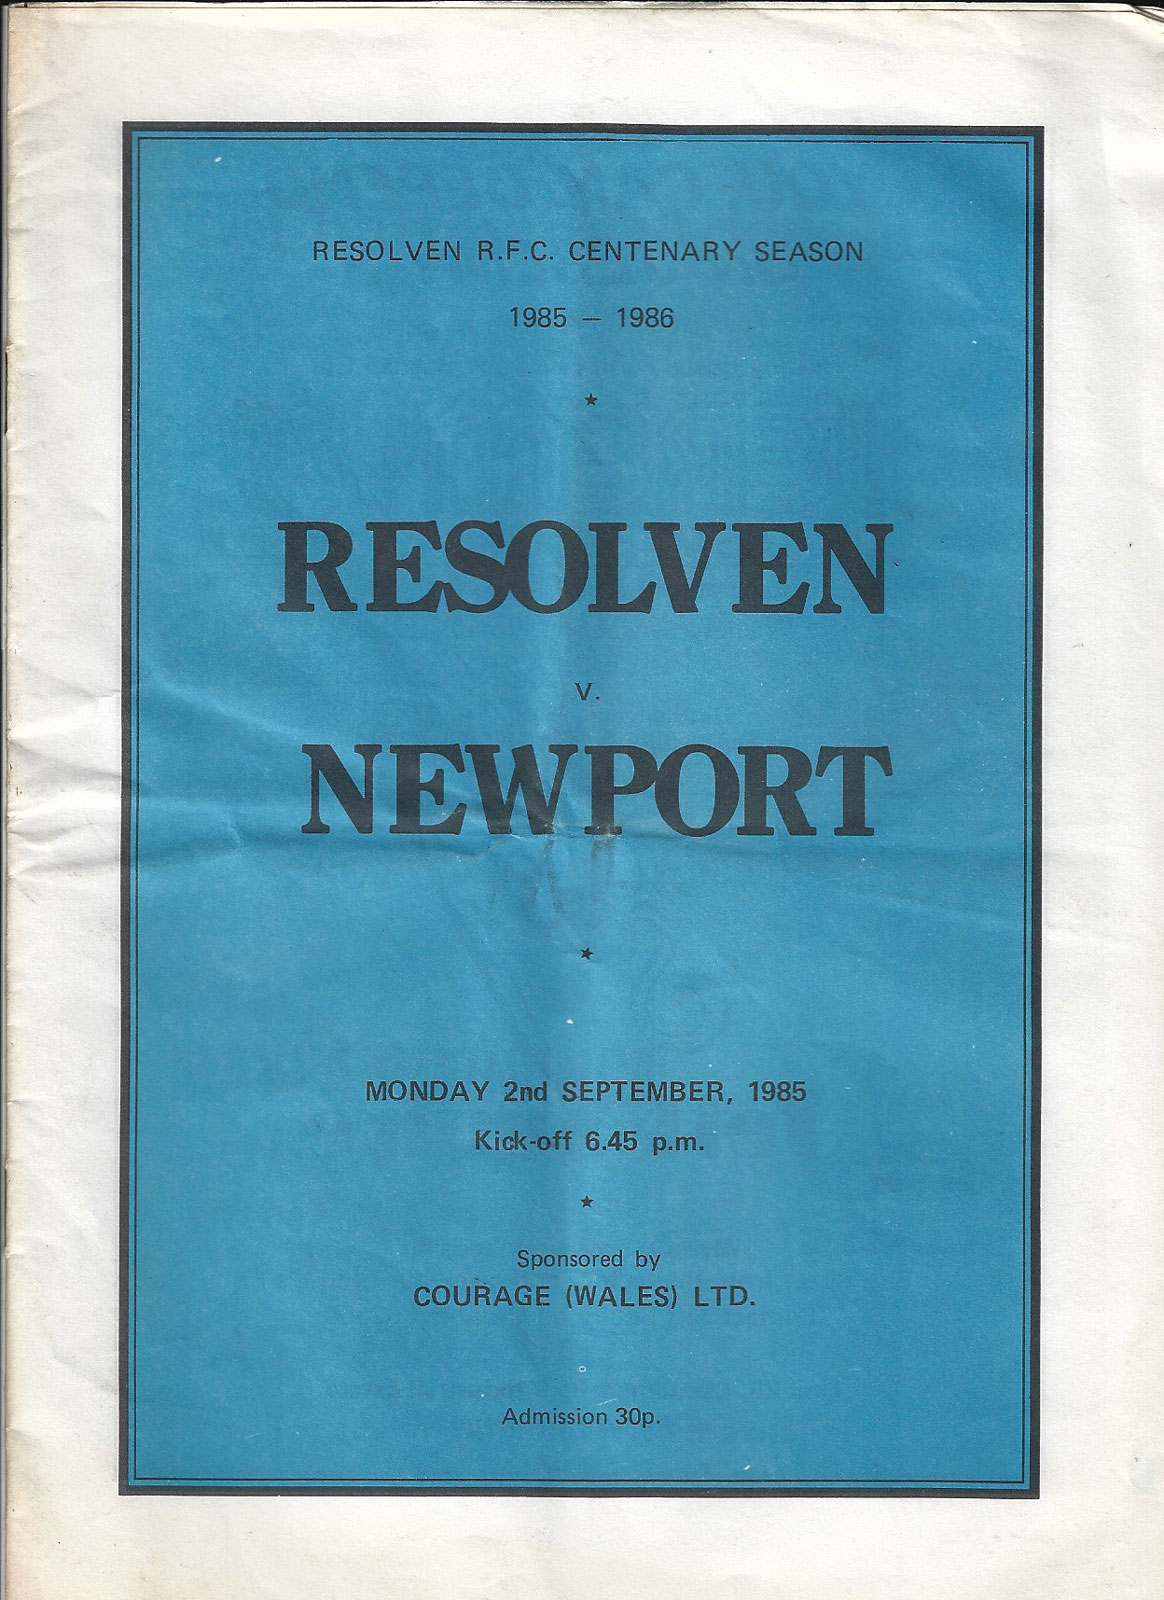 RESOLVEN R.F.C. CENTENARY SEASON
1985 — 1986
RESOLVEN
v.
NEWPORT
MONDAY 2nd SEPTEMBER, 1985
Kick-off 6.45 p.m.
Sponsored by
COURAGE (WALES) LTD.
Admission 30p.